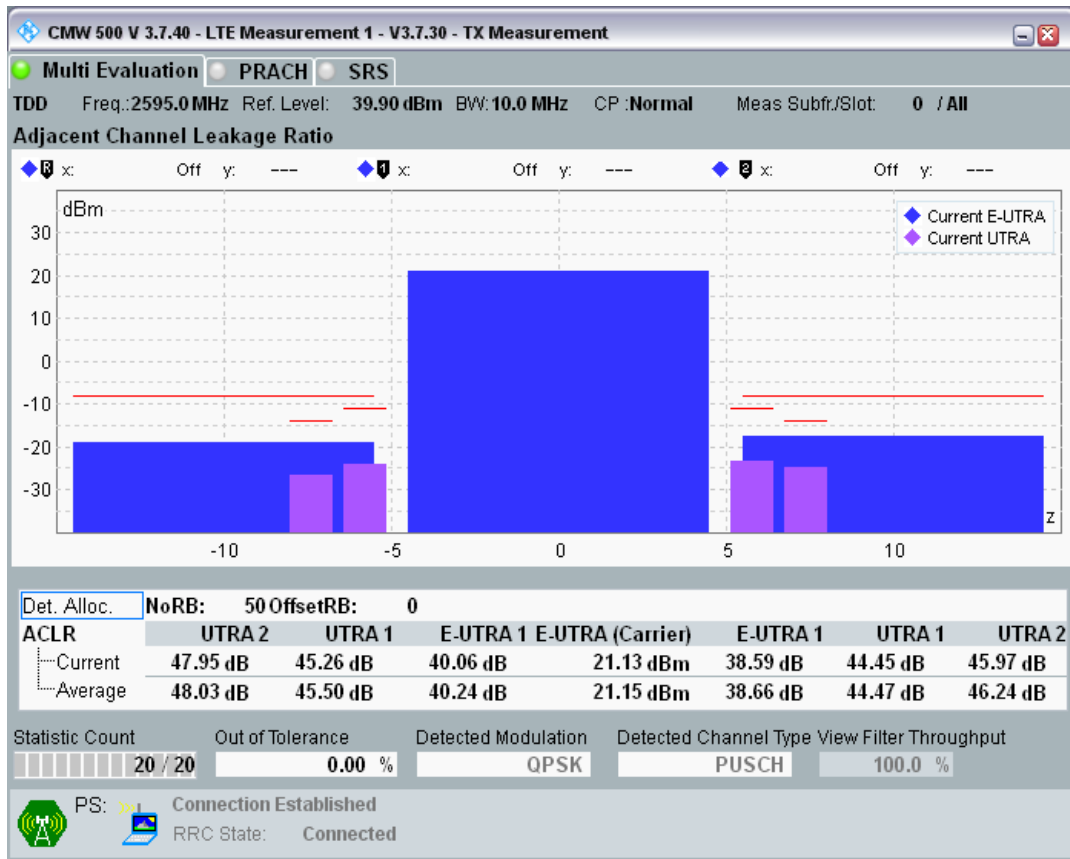 CMW 500 V 3.7.40 - LTE Measurement 1 - V3.7.30 - TX Measurement
Multi Evaluation PRACH SRS
TDD Freq.:2595.0 MHz Ref. Level: 39.90 dBm BW:10.0 MHz CP :Normal Meas Subfr./Slot: 0 / All
Adjacent Channel Leakage Ratio
R x: Off y: --- 1 x: Off y: --- 2 x: Off y: ---
dBm
Current E-UTRA
Current UTRA
30
20
10
0
-10
-20
-30
z
-10 -5 0 5 10
Det. Alloc. NoRB: 50 OffsetRB: 0
ACLR UTRA 2 UTRA 1 E-UTRA 1 E-UTRA (Carrier) E-UTRA 1 UTRA 1 UTRA 2
Current 47.95 dB 45.26 dB 40.06 dB 21.13 dBm 38.59 dB 44.45 dB 45.97 dB
Average 48.03 dB 45.50 dB 40.24 dB 21.15 dBm 38.66 dB 44.47 dB 46.24 dB
Statistic Count Out of Tolerance Detected Modulation Detected Channel Type View Filter Throughput
20 / 20 0.00 % QPSK PUSCH 100.0 %
PS: Connection Established
RRC State: Connected